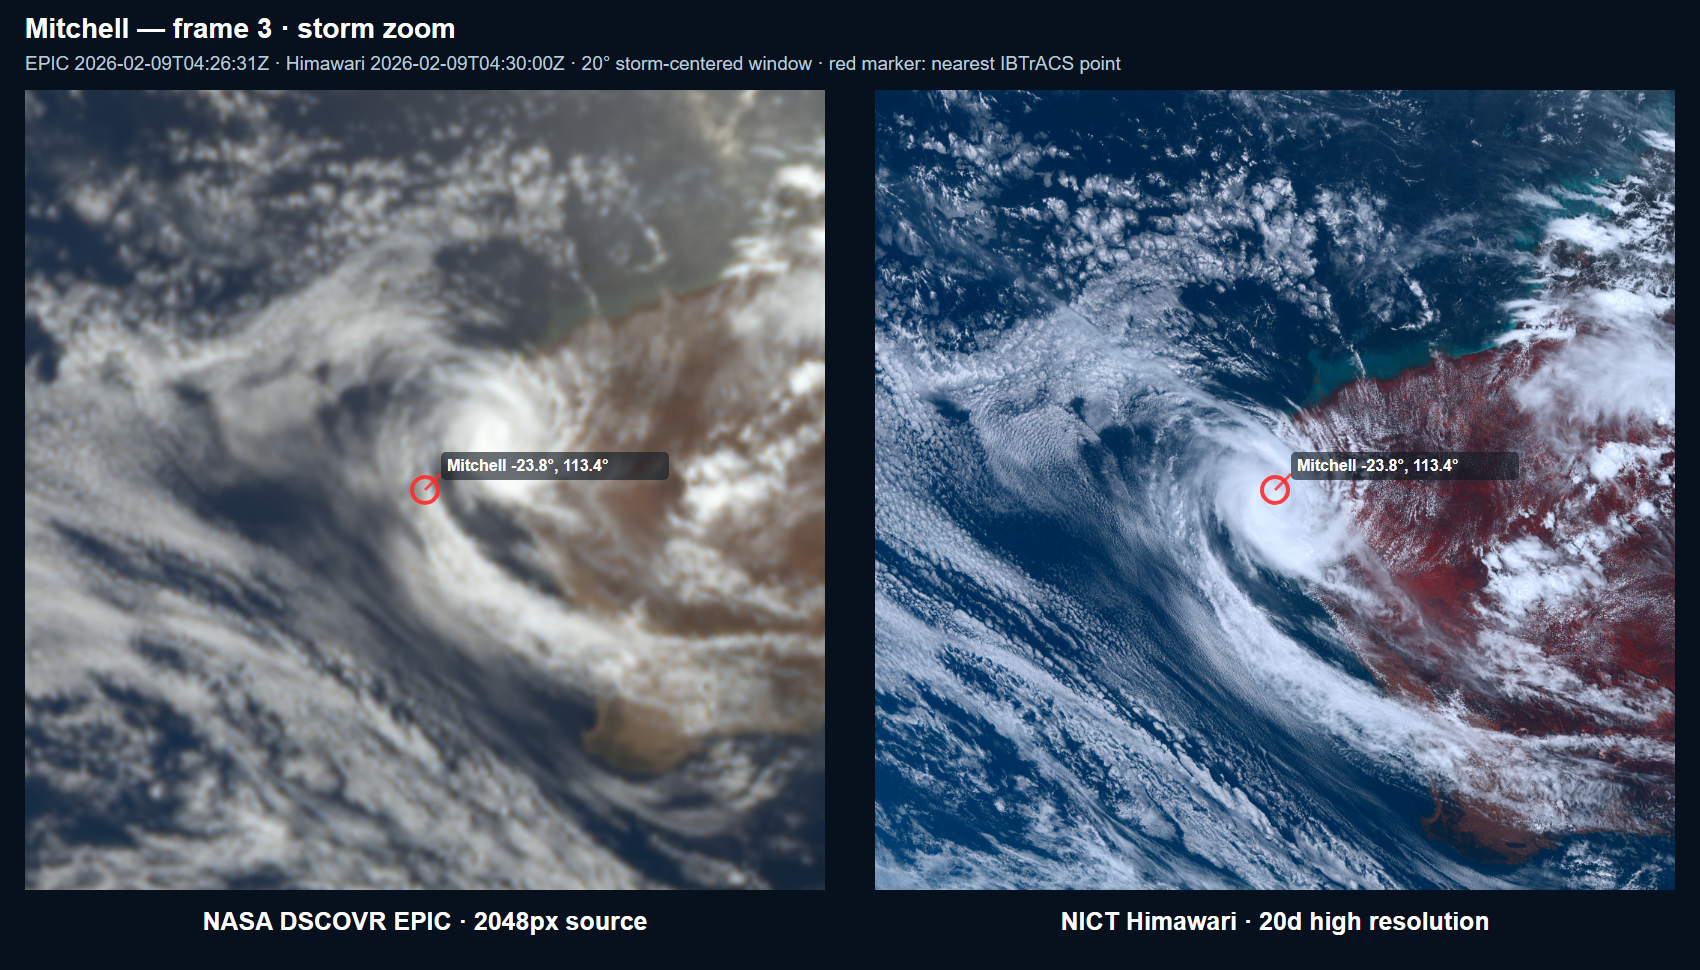 Mitchell — frame 3 · storm zoom
EPIC 2026-02-09T04:26:31Z · Himawari 2026-02-09T04:30:00Z · 20° storm-centered window · red marker: nearest IBTrACS point
Mitchell -23.8°, 113.4°
Mitchell -23.8°, 113.4°
NASA DSCOVR EPIC · 2048px source
NICT Himawari · 20d high resolution